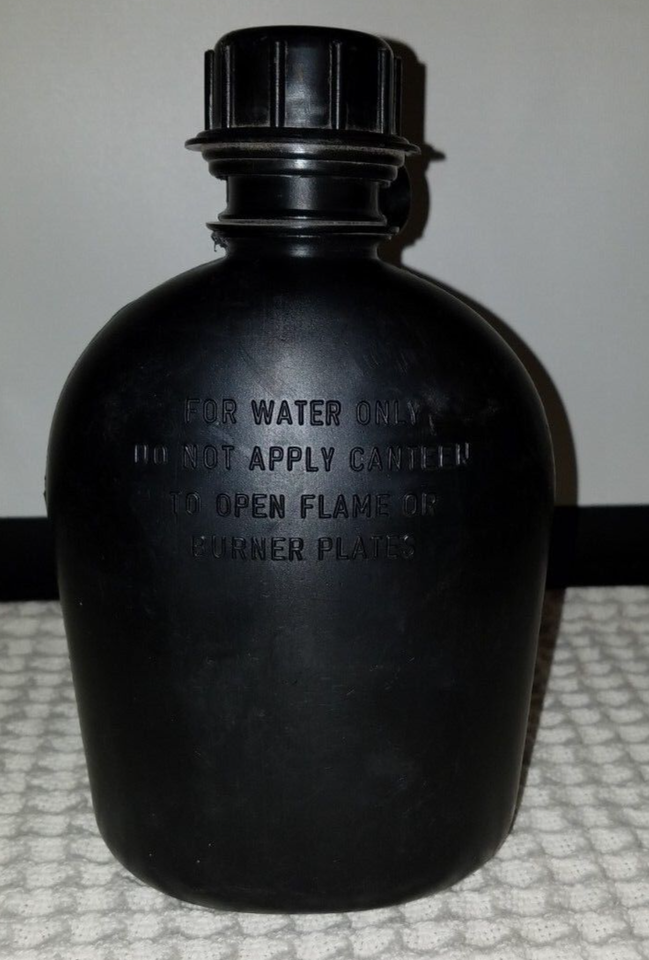 FOR WATER ONLY
DO NOT APPLY CANTEEN
TO OPEN FLAME OR
BURNER PLATES